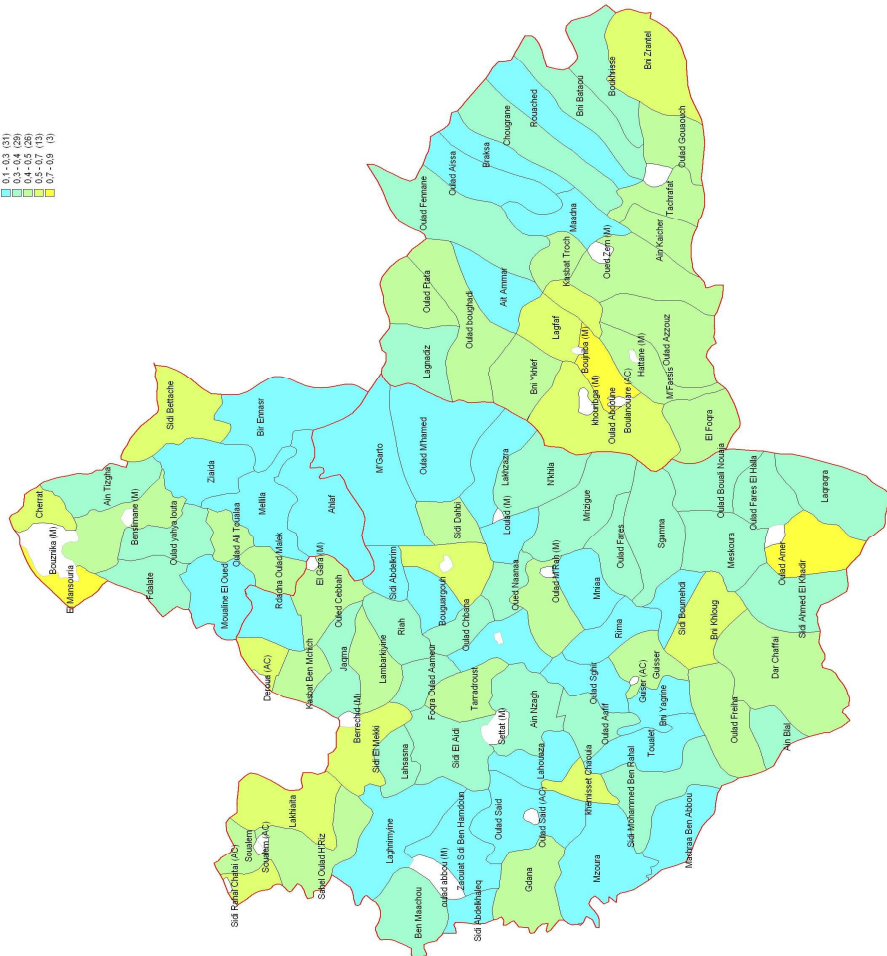 0.1 - 0.3 (31)
0.3 - 0.4 (29)
0.4 - 0.5 (26)
0.5 - 0.7 (13)
0.7 - 0.9 (3)
El Mansouria
Bouznika (M)
Cherrat
Ain Tizgha
Fdalate
Benslimane (M)
Oulad yahya louta
Moualine El Oued
Oulad Ali Toualaa
Ziaida
Sidi Bettache
Bir Ennasr
Mellila
Ahlaf
Rdadna Oulad Malek
El Gara (M)
Deroua (AC)
Kasbat Ben Mchich
Ouled Cebbah
Jaqma
Lambarkiyine
Riah
Sidi Abdelkrim
Bouguargouh
Oulad Chbana
Foqra Oulad Aameur
Tamadroust
Berrechid (M)
Sidi El Mekki
Lahsasna
Sidi El Aidi
Settat (M)
Lakhiaita
Soualem
Soualem (AC)
Sidi Rahal Chatai (AC)
Sahel Oulad H'Riz
Laghnimyine
Ben Maachou
oulad abbou (M)
Zaouiat Sidi Ben Hamdoun
Sidi Abdelkhaleq
Oulad Said
Oulad Said (AC)
Gdana
Lahouaza
Ain Nzagh
khemisset Chaouia
Mzoura
Sidi Mohammed Ben Rahal
Machraa Ben Abbou
Oulad Aafif
Oulad Sghir
Toualet
Bni Yagrine
Guiser (AC)
Guisser
Rima
Mniaa
Sidi Boumehdi
Bni Khloug
Oulad Freiha
Ain Blal
Dar Chaffai
Sidi Ahmed El Khadir
Oulad Amer
Meskoura
Sgamna
Oulad Fares
Mrizigue
N'khila
Oulad M'Rah (M)
Oued Naanaa
Loulad (M)
Lakhzazra
Sidi Dahbi
M'Garto
Oulad M'hamed
Oulad Bouali Nouaja
Oulad Fares El Halla
Laqraqra
Lagnadiz
Oulad Ftata
Oulad boughadi
Oulad Fennane
Ait Ammar
Oulad Aissa
Braksa
Chougrane
Rouached
Bni Bataou
Boukhrisse
Bni Zrantel
Oulad Gouaouch
Tachrafat
Maadna
Kasbat Troch
Oued Zem (M)
Ain Kaicher
Lagfaf
Bni Ykhlef
Boujniba (M)
khouribga (M)
Oulad Abdoune
Boulanouare (AC)
Hattane (M)
M'Fassis
Oulad Azzouz
El Foqra